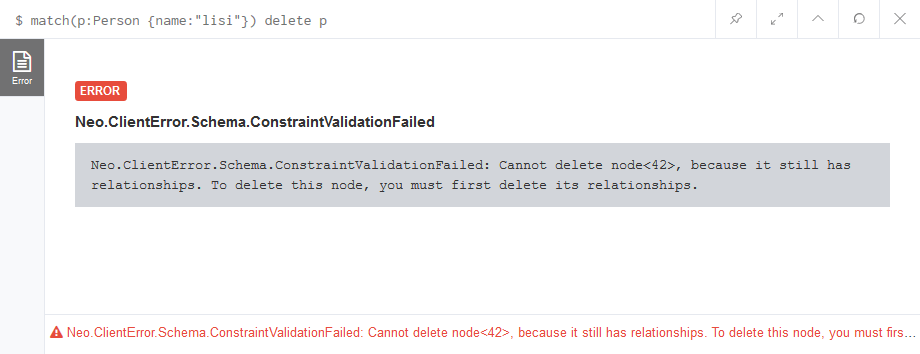 $ match(p:Person {name:"lisi"}) delete p
Error
ERROR
Neo.ClientError.Schema.ConstraintValidationFailed
Neo.ClientError.Schema.ConstraintValidationFailed: Cannot delete node<42>, because it still has
relationships. To delete this node, you must first delete its relationships.
Neo.ClientError.Schema.ConstraintValidationFailed: Cannot delete node<42>, because it still has relationships. To delete this node, you must firs...